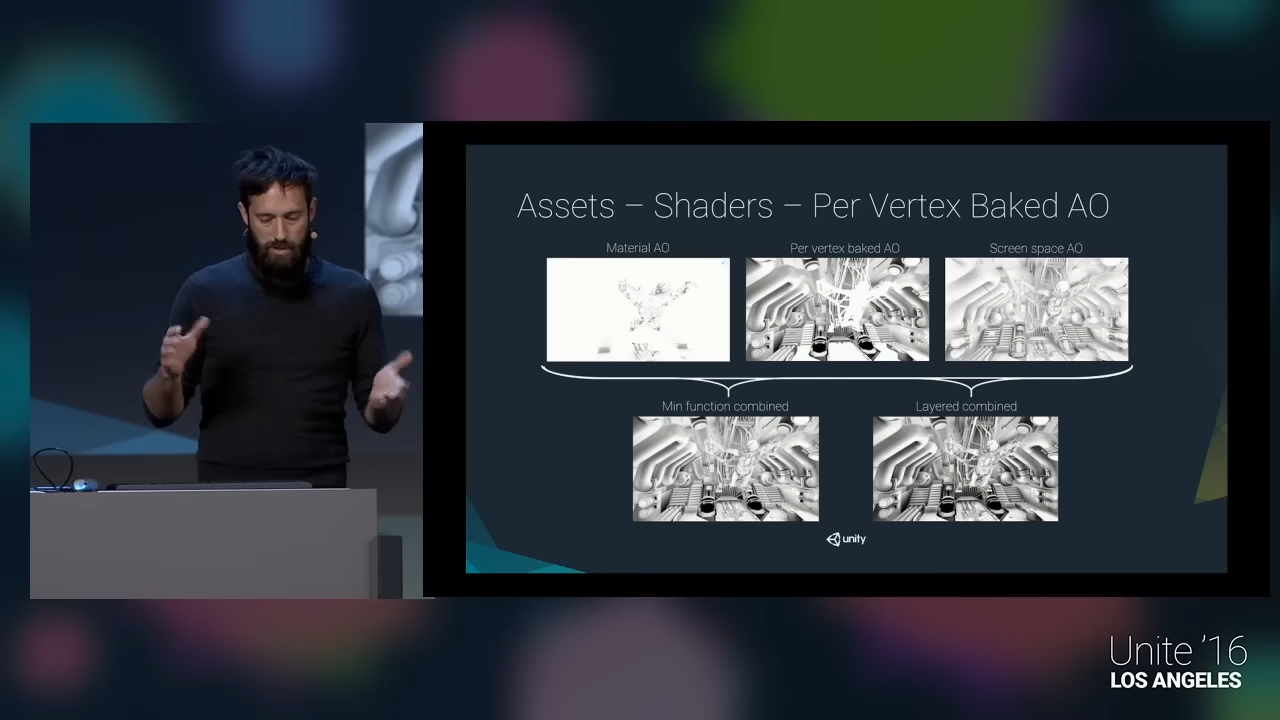 Assets – Shaders – Per Vertex Baked AO
Material AO
Per vertex baked AO
Screen space AO
Min function combined
Layered combined
unity
Unite '16
LOS ANGELES